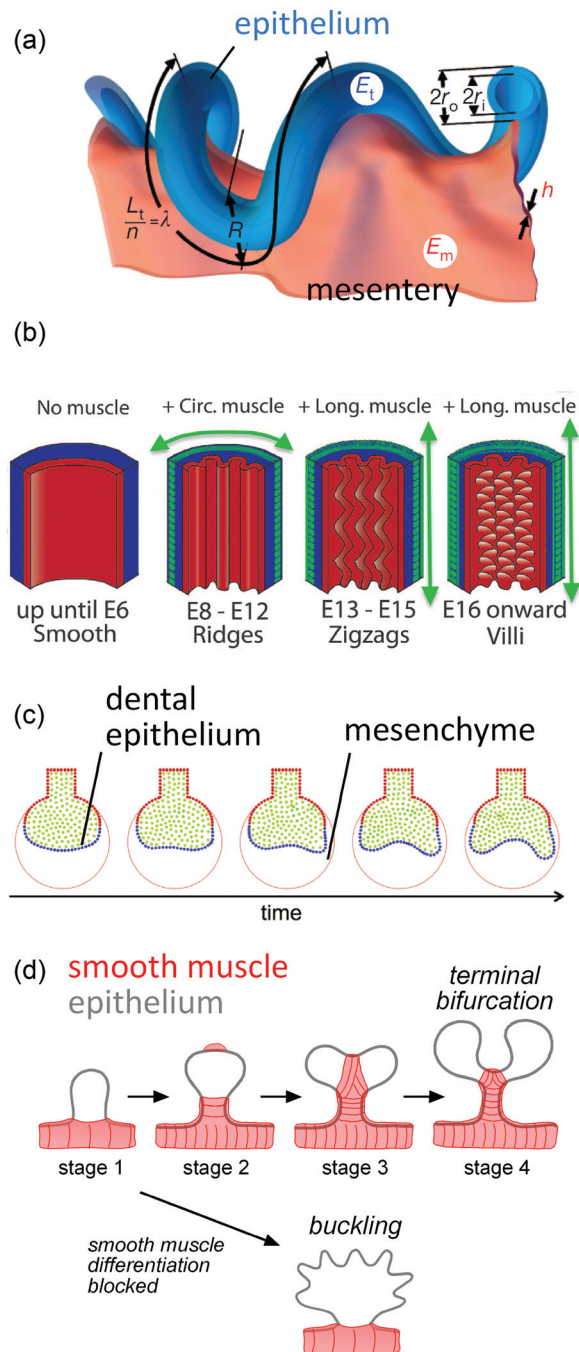 (a)
epithelium
E_t
2r_o
2r_i
L_t/n = λ
R
h
E_m
mesentery
(b)
No muscle
+ Circ. muscle
+ Long. muscle
+ Long. muscle
up until E6
Smooth
E8 - E12
Ridges
E13 - E15
Zigzags
E16 onward
Villi
(c)
dental
epithelium
mesenchyme
time
(d)
smooth muscle
epithelium
terminal
bifurcation
stage 1
stage 2
stage 3
stage 4
smooth muscle
differentiation
blocked
buckling